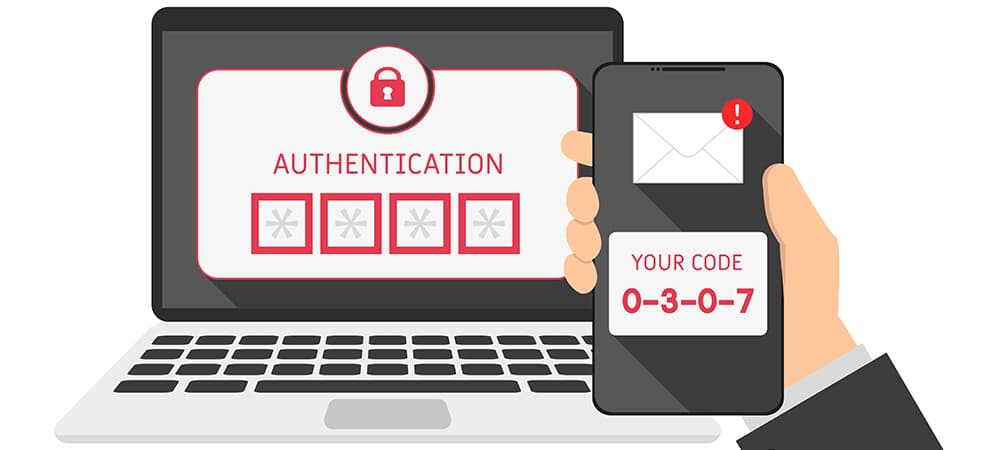 AUTHENTICATION
* * * *
!
YOUR CODE
0-3-0-7